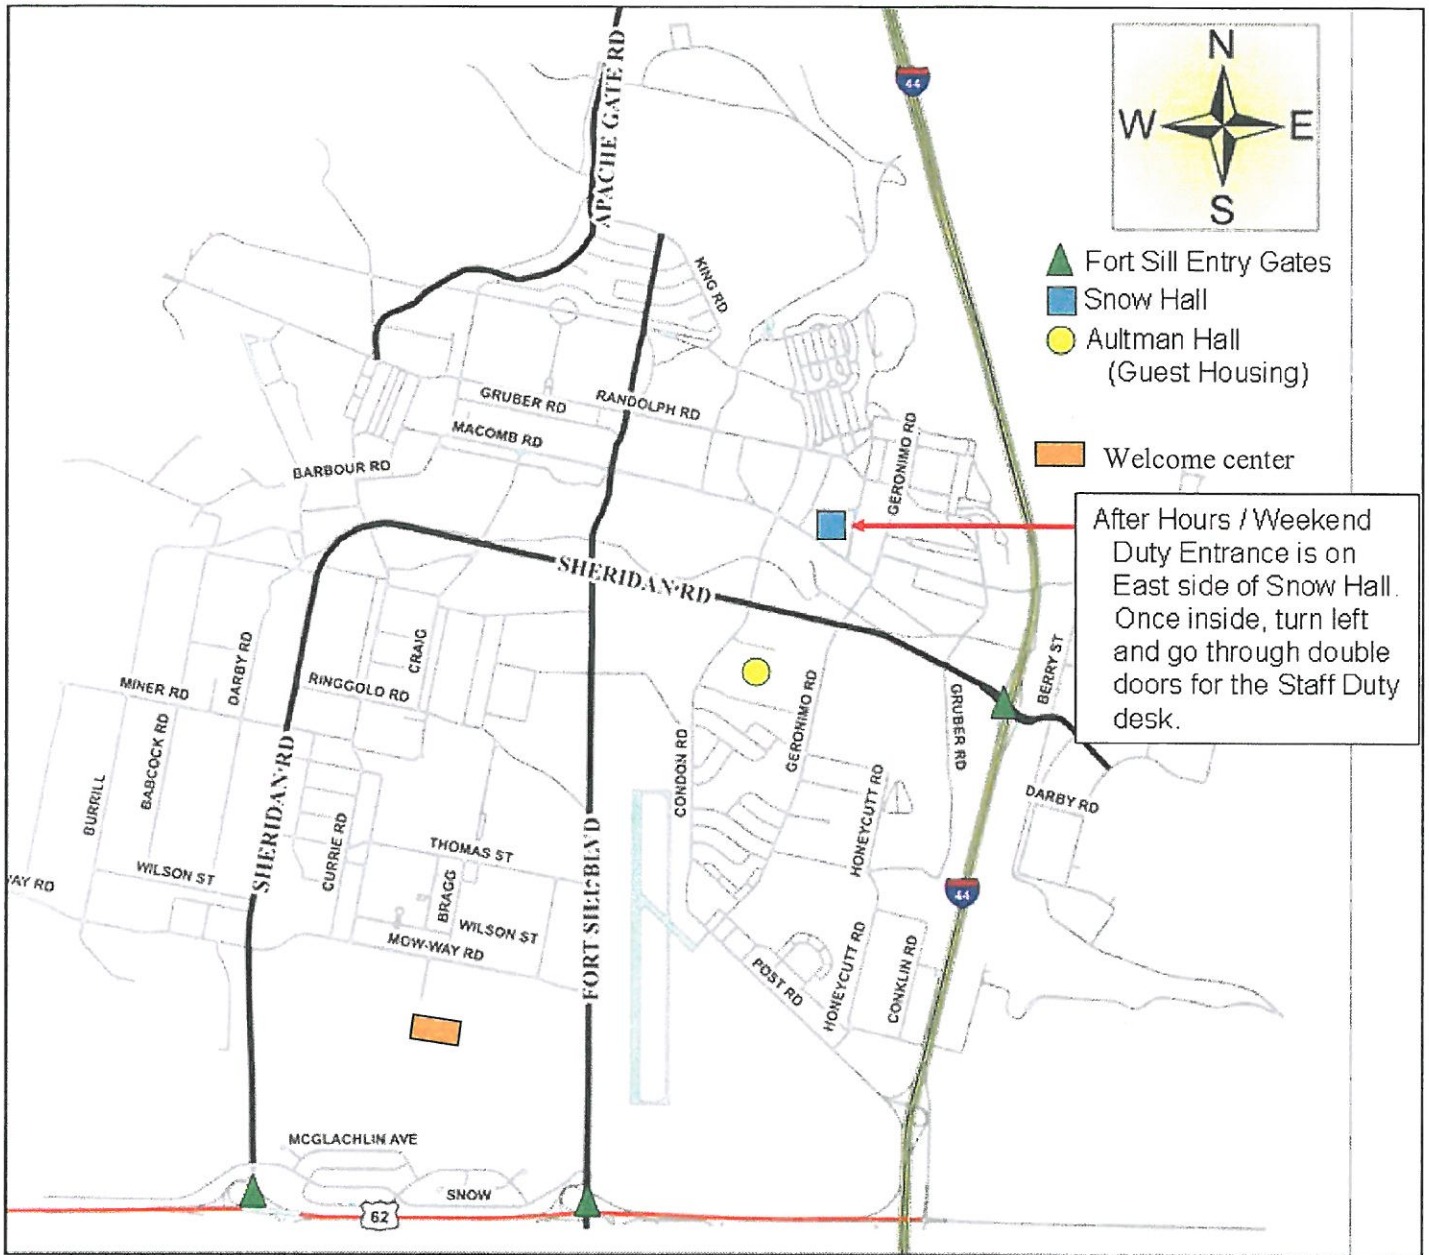 APACHE GATE RD
44
N
W
E
S
KING RD
Fort Sill Entry Gates
Snow Hall
Aultman Hall
(Guest Housing)
Welcome center
GRUBER RD
RANDOLPH RD
MACOMB RD
BARBOUR RD
GERONIMO RD
After Hours / Weekend
Duty Entrance is on
East side of Snow Hall.
Once inside, turn left
and go through double
doors for the Staff Duty
desk.
SHERIDAN RD
DARBY RD
CRAIG
MINER RD
RINGGOLD RD
BABCOCK RD
BURRILL
SHERIDAN RD
CONDON RD
GERONIMO RD
GRUBER RD
BERRY ST
DARBY RD
HONEYCUTT RD
CURRIE RD
THOMAS ST
WILSON ST
AY RD
BRAGG
WILSON ST
MOW-WAY RD
FORT SILL BLVD
44
POST RD
HONEYCUTT RD
CONKLIN RD
MCGLACHLIN AVE
SNOW
62